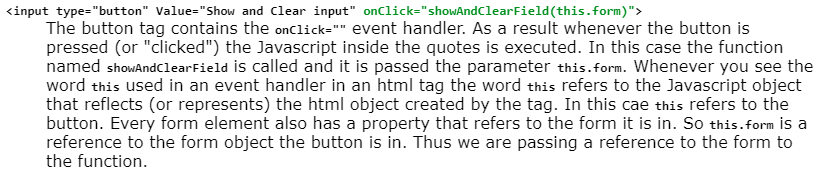 <input type="button" Value="Show and Clear input" onClick="showAndClearField(this.form)">
The button tag contains the onClick="" event handler. As a result whenever the button is
pressed (or "clicked") the Javascript inside the quotes is executed. In this case the function
named showAndClearField is called and it is passed the parameter this.form. Whenever you see the
word this used in an event handler in an html tag the word this refers to the Javascript object
that reflects (or represents) the html object created by the tag. In this cae this refers to the
button. Every form element also has a property that refers to the form it is in. So this.form is a
reference to the form object the button is in. Thus we are passing a reference to the form to
the function.